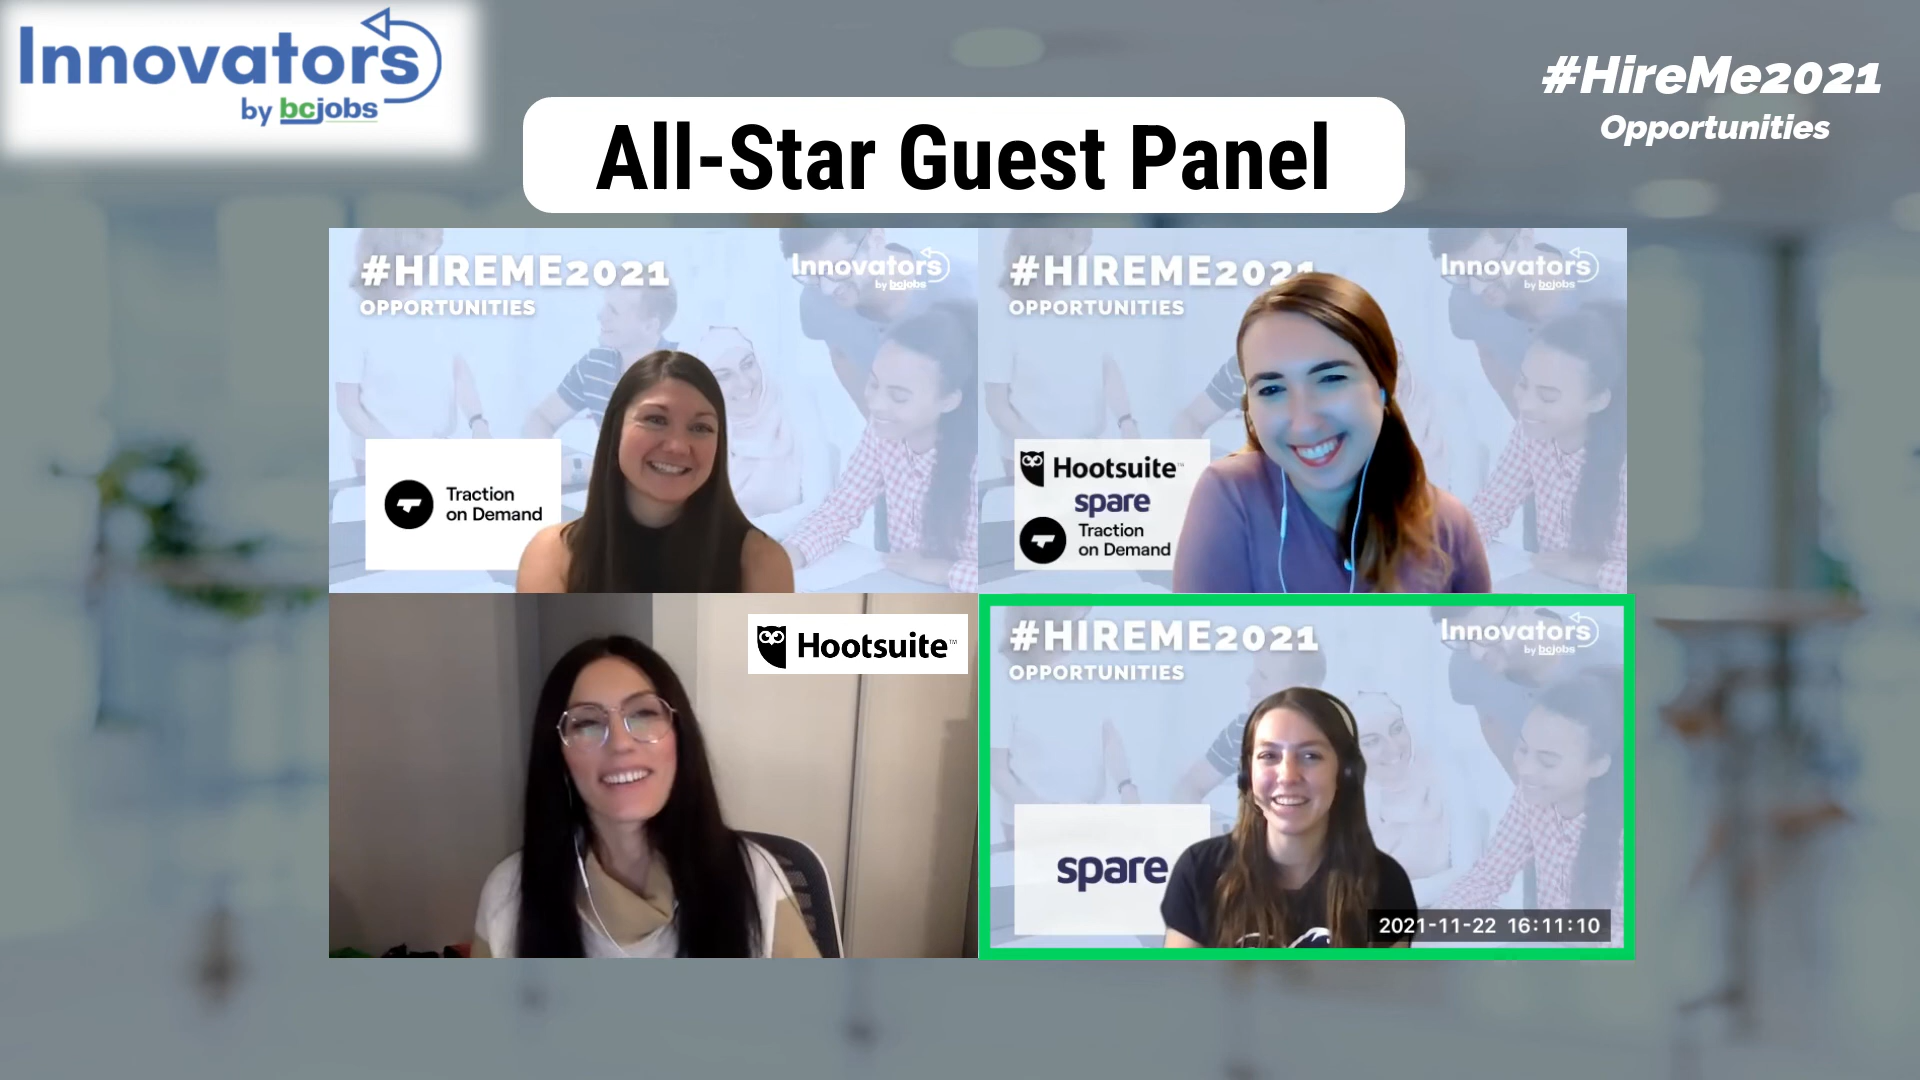 Innovators
by bcjobs
#HireMe2021
Opportunities
All-Star Guest Panel
#HIREME2021
OPPORTUNITIES
Innovators
by bcjobs
Traction
on Demand
#HIREME2021
OPPORTUNITIES
Innovators
by bcjobs
Hootsuite™
spare
Traction
on Demand
Hootsuite™
#HIREME2021
OPPORTUNITIES
Innovators
by bcjobs
spare
2021-11-22 16:11:10